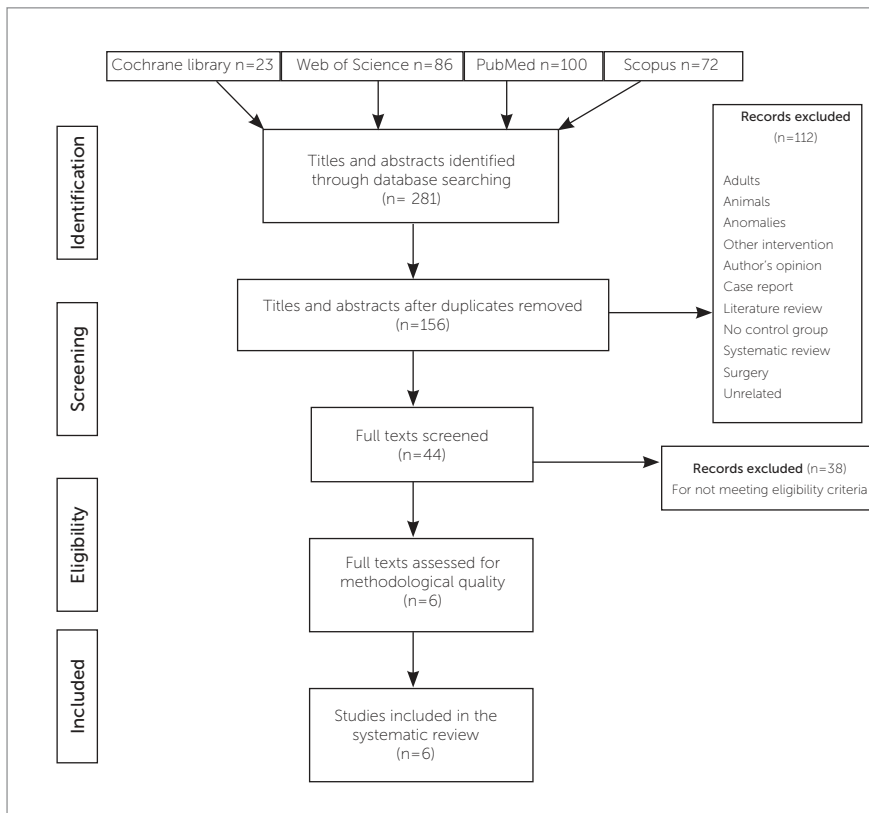 Cochrane library n=23
Web of Science n=86
PubMed n=100
Scopus n=72
Identification
Titles and abstracts identified
through database searching
(n= 281)
Records excluded
(n=112)
Adults
Animals
Anomalies
Other intervention
Author's opinion
Case report
Literature review
No control group
Systematic review
Surgery
Unrelated
Screening
Titles and abstracts after duplicates removed
(n=156)
Full texts screened
(n=44)
Records excluded (n=38)
For not meeting eligibility criteria
Eligibility
Full texts assessed for
methodological quality
(n=6)
Included
Studies included in the
systematic review
(n=6)